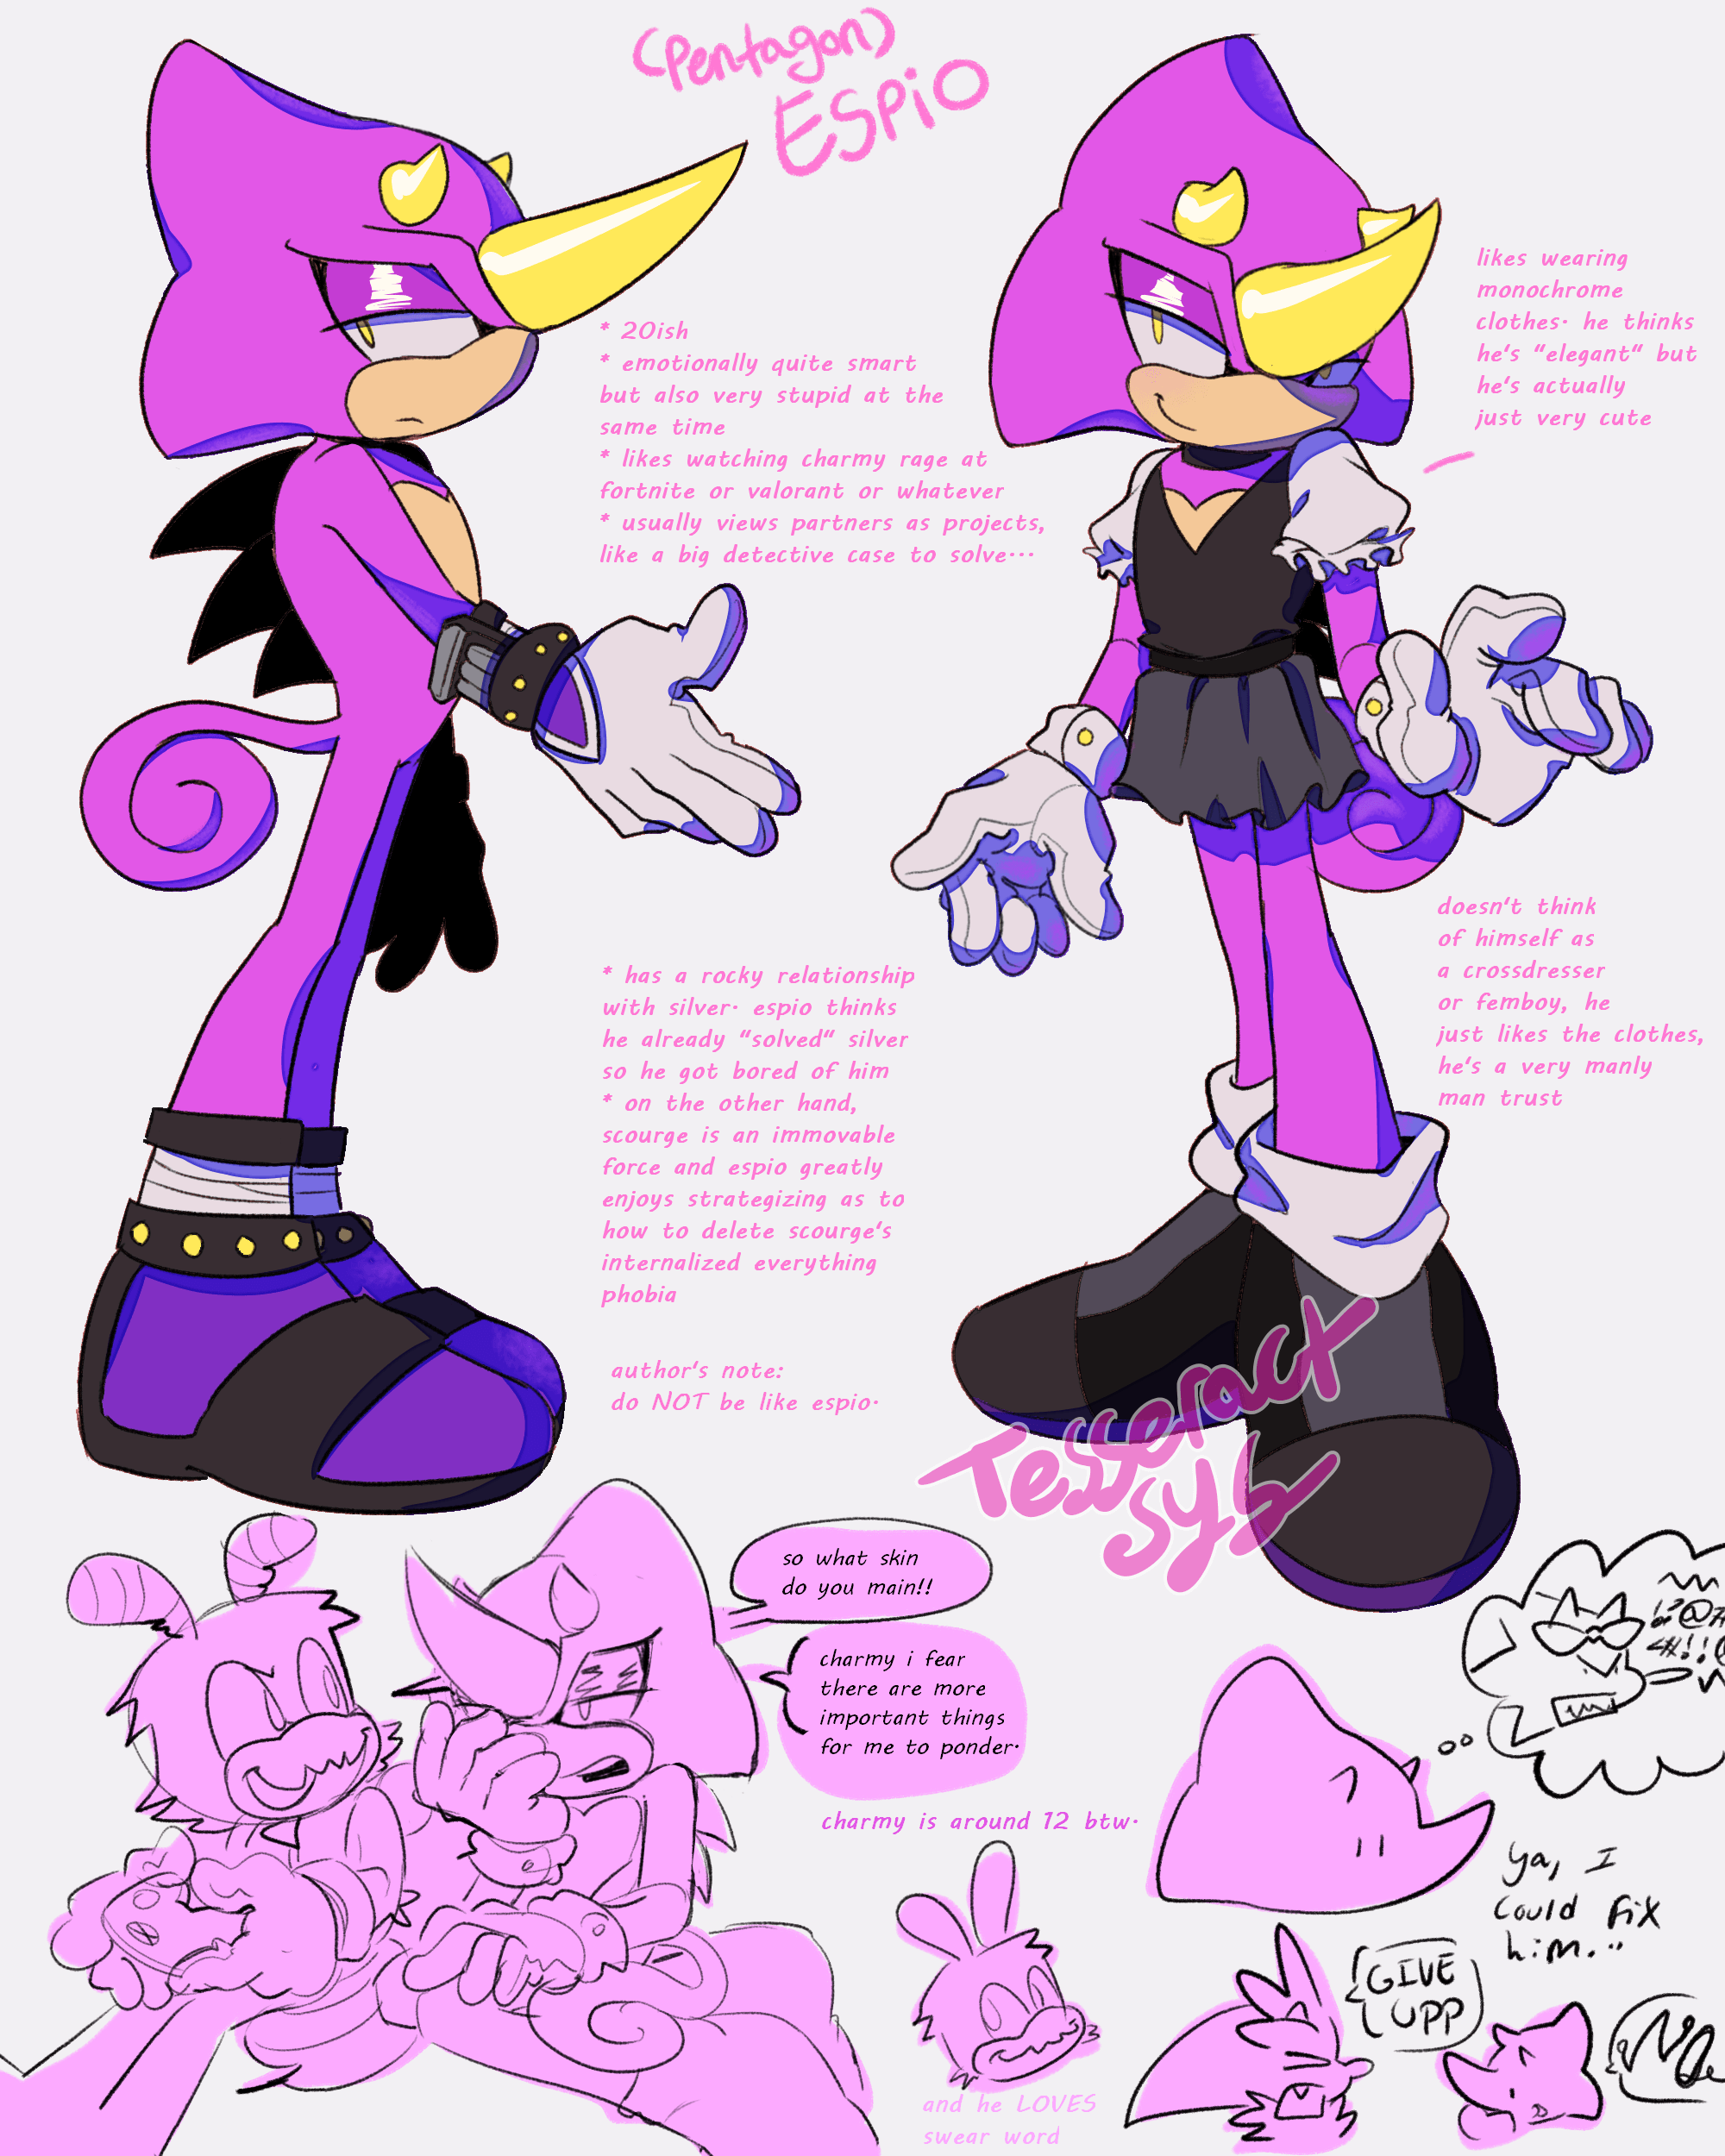 (Pentagon)
ESPiO
likes wearing
monochrome
clothes. he thinks
he's "elegant" but
he's actually
just very cute
* 20ish
* emotionally quite smart
but also very stupid at the
same time
* likes watching charmy rage at
fortnite or valorant or whatever
* usually views partners as projects,
like a big detective case to solve...
doesn't think
of himself as
a crossdresser
or femboy, he
just likes the clothes,
he's a very manly
man trust
* has a rocky relationship
with silver. espio thinks
he already "solved" silver
so he got bored of him
* on the other hand,
scourge is an immovable
force and espio greatly
enjoys strategizing as to
how to delete scourge's
internalized everything
phobia
author's note:
do NOT be like espio.
Tesseract
syb
so what skin
do you main!!
charmy i fear
there are more
important things
for me to ponder.
charmy is around 12 btw.
ya, I
could fix
him..
GIVE
UPP
and he LOVES
swear word